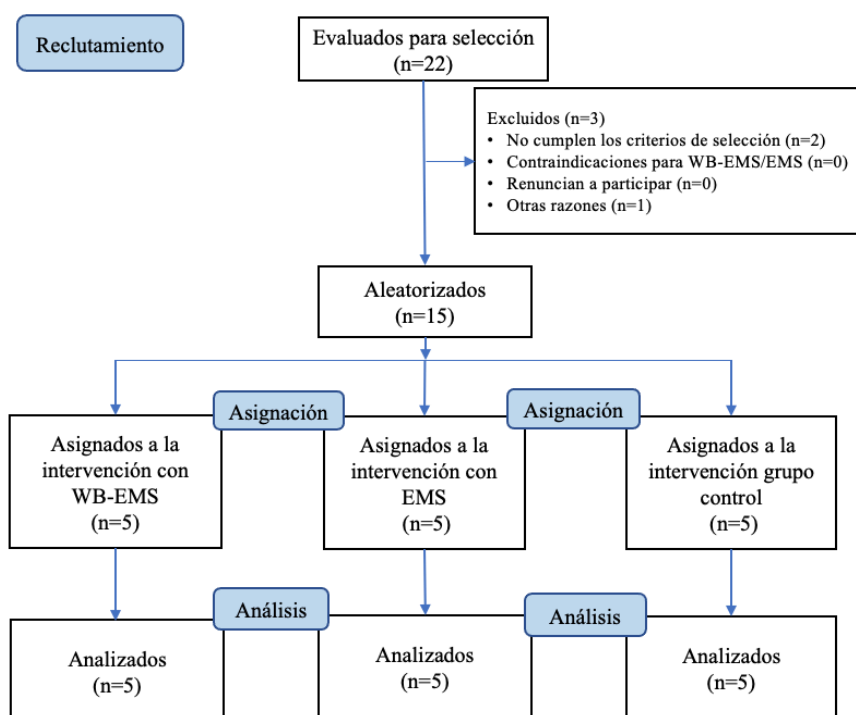 Reclutamiento
Evaluados para selección
(n=22)
Excluidos (n=3)
• No cumplen los criterios de selección (n=2)
• Contraindicaciones para WB-EMS/EMS (n=0)
• Renuncian a participar (n=0)
• Otras razones (n=1)
Aleatorizados
(n=15)
Asignación
Asignación
Asignados a la
intervención con
WB-EMS
(n=5)
Asignados a la
intervención con
EMS
(n=5)
Asignados a la
intervención grupo
control
(n=5)
Análisis
Análisis
Analizados
(n=5)
Analizados
(n=5)
Analizados
(n=5)